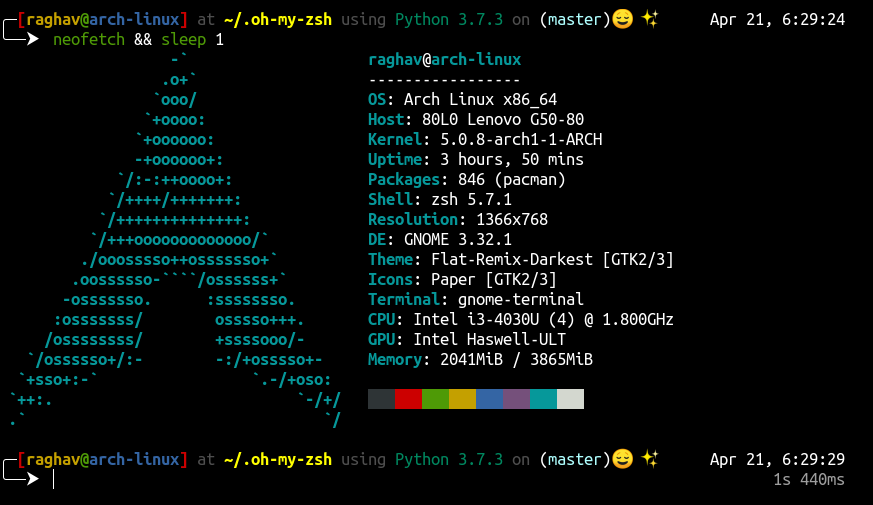 [raghav@arch-linux] at ~/.oh-my-zsh using Python 3.7.3 on (master)😌 ✨ Apr 21, 6:29:24
neofetch && sleep 1
                  -`                    raghav@arch-linux
                 .o+`                   -----------------
                `ooo/                   OS: Arch Linux x86_64
               `+oooo:                  Host: 80L0 Lenovo G50-80
              `+oooooo:                 Kernel: 5.0.8-arch1-1-ARCH
              -+oooooo+:                Uptime: 3 hours, 50 mins
            `/:-:++oooo+:               Packages: 846 (pacman)
           `/++++/+++++++:              Shell: zsh 5.7.1
          `/++++++++++++++:             Resolution: 1366x768
         `/+++ooooooooooooo/`           DE: GNOME 3.32.1
        ./ooosssso++osssssso+`          Theme: Flat-Remix-Darkest [GTK2/3]
       .oossssso-````/ossssss+`         Icons: Paper [GTK2/3]
      -osssssso.      :ssssssso.        Terminal: gnome-terminal
     :osssssss/        osssso+++.       CPU: Intel i3-4030U (4) @ 1.800GHz
    /ossssssss/        +ssssooo/-       GPU: Intel Haswell-ULT
  `/ossssso+/:-        -:/+osssso+-     Memory: 2041MiB / 3865MiB
 `+sso+:-`                 `.-/+oso:
`++:.                           `-/+/
.`                                 `/
[raghav@arch-linux] at ~/.oh-my-zsh using Python 3.7.3 on (master)😌 ✨ Apr 21, 6:29:29
1s 440ms